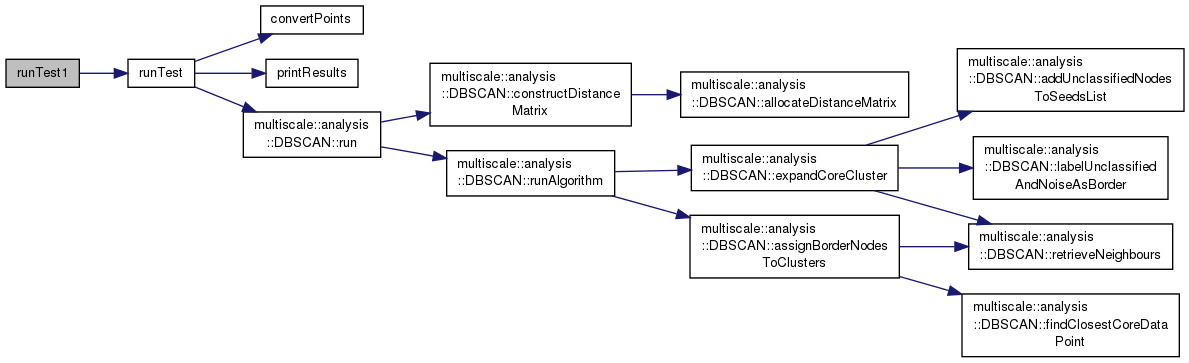 runTest1
runTest
convertPoints
printResults
multiscale::analysis
::DBSCAN::run
multiscale::analysis
::DBSCAN::constructDistance
Matrix
multiscale::analysis
::DBSCAN::allocateDistanceMatrix
multiscale::analysis
::DBSCAN::runAlgorithm
multiscale::analysis
::DBSCAN::expandCoreCluster
multiscale::analysis
::DBSCAN::assignBorderNodes
ToClusters
multiscale::analysis
::DBSCAN::addUnclassifiedNodes
ToSeedsList
multiscale::analysis
::DBSCAN::labelUnclassified
AndNoiseAsBorder
multiscale::analysis
::DBSCAN::retrieveNeighbours
multiscale::analysis
::DBSCAN::findClosestCoreData
Point